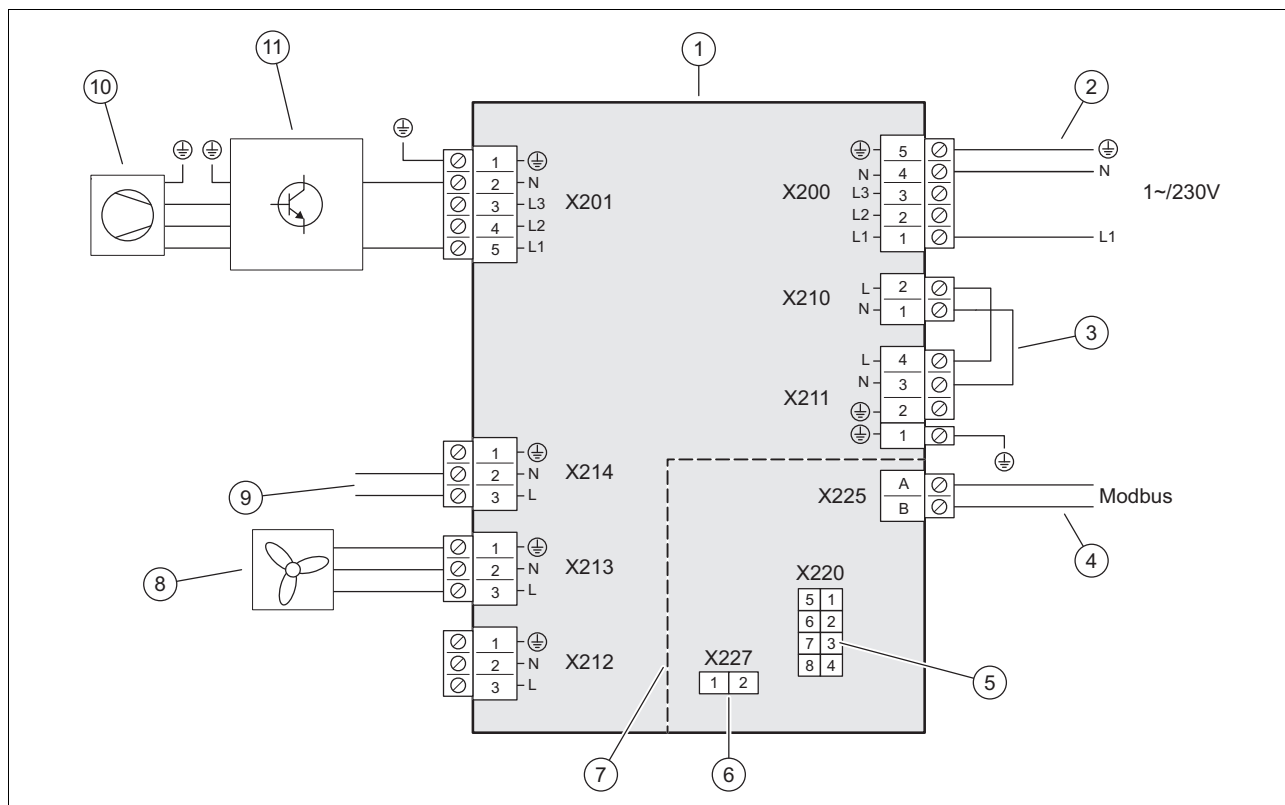 11
1
10
2
1
2 N
3 L3
4 L2
5 L1
X201
X200
5
N 4
L3 3
L2 2
L1 1
N
L1
1~/230V
X210
L 2
N 1
3
X211
L 4
N 3
2
1
X214
1
2 N
3 L
9
X225
A
B
Modbus
4
X213
1
2 N
3 L
8
X220
5 1
6 2
7 3
8 4
5
X212
1
2 N
3 L
X227
1 2
7
6